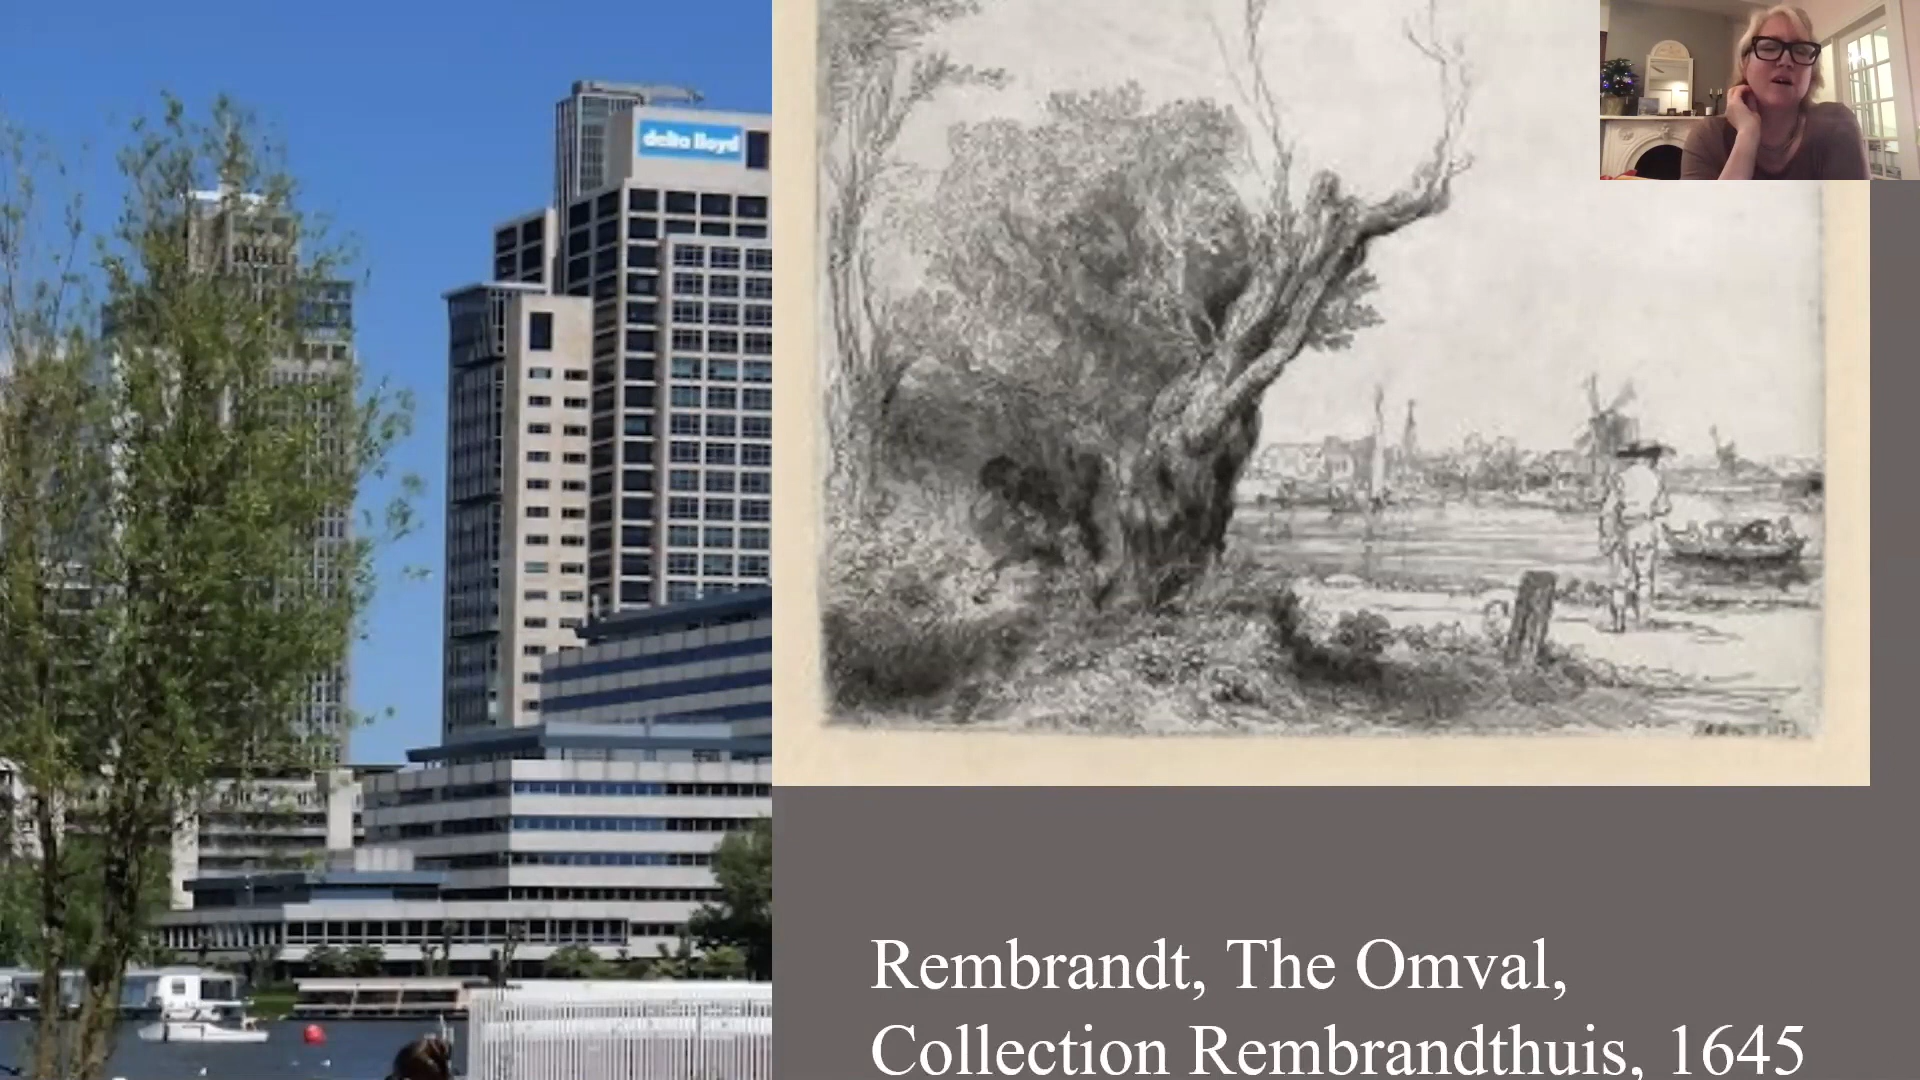 delta lloyd
Rembrandt, The Omval,
Collection Rembrandthuis, 1645